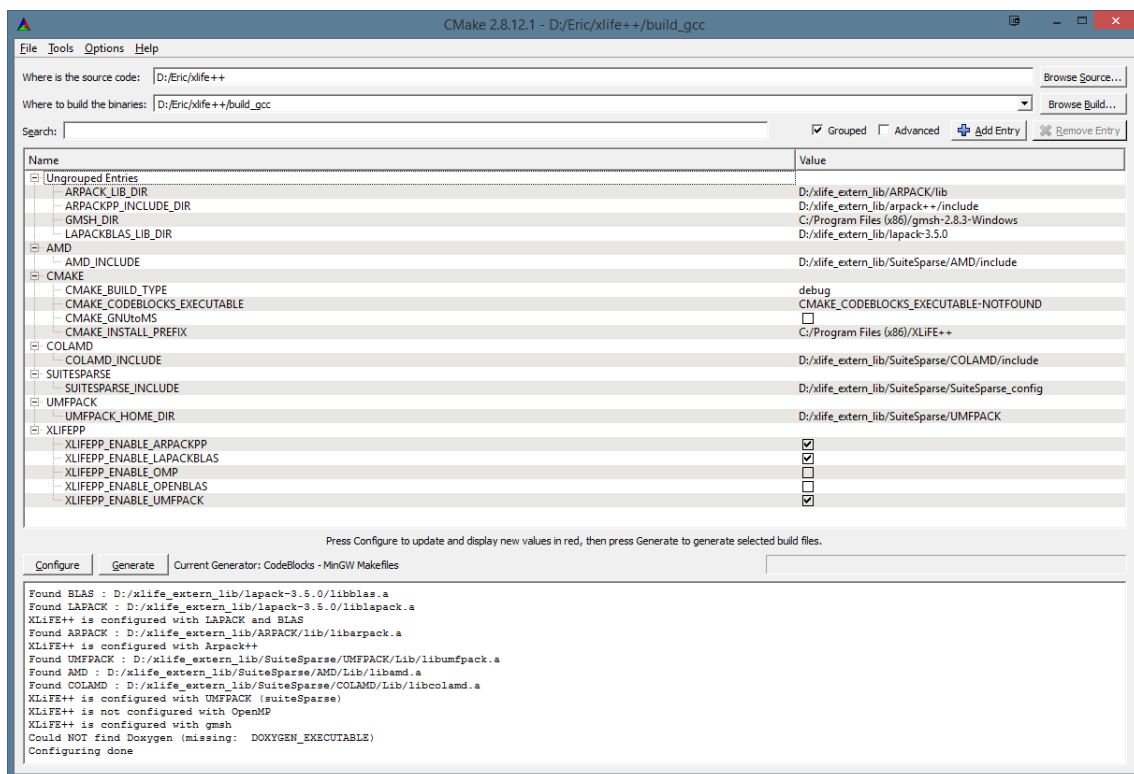 CMake 2.8.12.1 - D:/Eric/xlife++/build_gcc
File Tools Options Help
Where is the source code: D:/Eric/xlife++ Browse Source...
Where to build the binaries: D:/Eric/xlife++/build_gcc Browse Build...
Search: Grouped Advanced Add Entry Remove Entry
Name Value
Ungrouped Entries
ARPACK_LIB_DIR D:/xlife_extern_lib/ARPACK/lib
ARPACKPP_INCLUDE_DIR D:/xlife_extern_lib/arpack++/include
GMSH_DIR C:/Program Files (x86)/gmsh-2.8.3-Windows
LAPACKBLAS_LIB_DIR D:/xlife_extern_lib/lapack-3.5.0
AMD
AMD_INCLUDE D:/xlife_extern_lib/SuiteSparse/AMD/include
CMAKE
CMAKE_BUILD_TYPE debug
CMAKE_CODEBLOCKS_EXECUTABLE CMAKE_CODEBLOCKS_EXECUTABLE-NOTFOUND
CMAKE_GNUtoMS
CMAKE_INSTALL_PREFIX C:/Program Files (x86)/XLiFE++
COLAMD
COLAMD_INCLUDE D:/xlife_extern_lib/SuiteSparse/COLAMD/include
SUITESPARSE
SUITESPARSE_INCLUDE D:/xlife_extern_lib/SuiteSparse/SuiteSparse_config
UMFPACK
UMFPACK_HOME_DIR D:/xlife_extern_lib/SuiteSparse/UMFPACK
XLIFEPP
XLIFEPP_ENABLE_ARPACKPP
XLIFEPP_ENABLE_LAPACKBLAS
XLIFEPP_ENABLE_OMP
XLIFEPP_ENABLE_OPENBLAS
XLIFEPP_ENABLE_UMFPACK
Press Configure to update and display new values in red, then press Generate to generate selected build files.
Configure Generate Current Generator: CodeBlocks - MinGW Makefiles
Found BLAS : D:/xlife_extern_lib/lapack-3.5.0/libblas.a
Found LAPACK : D:/xlife_extern_lib/lapack-3.5.0/liblapack.a
XLiFE++ is configured with LAPACK and BLAS
Found ARPACK : D:/xlife_extern_lib/ARPACK/lib/libarpack.a
XLiFE++ is configured with Arpack++
Found UMFPACK : D:/xlife_extern_lib/SuiteSparse/UMFPACK/Lib/libumfpack.a
Found AMD : D:/xlife_extern_lib/SuiteSparse/AMD/Lib/libamd.a
Found COLAMD : D:/xlife_extern_lib/SuiteSparse/COLAMD/Lib/libcolamd.a
XLiFE++ is configured with UMFPACK (suiteSparse)
XLiFE++ is not configured with OpenMP
XLiFE++ is configured with gmsh
Could NOT find Doxygen (missing:  DOXYGEN_EXECUTABLE)
Configuring done